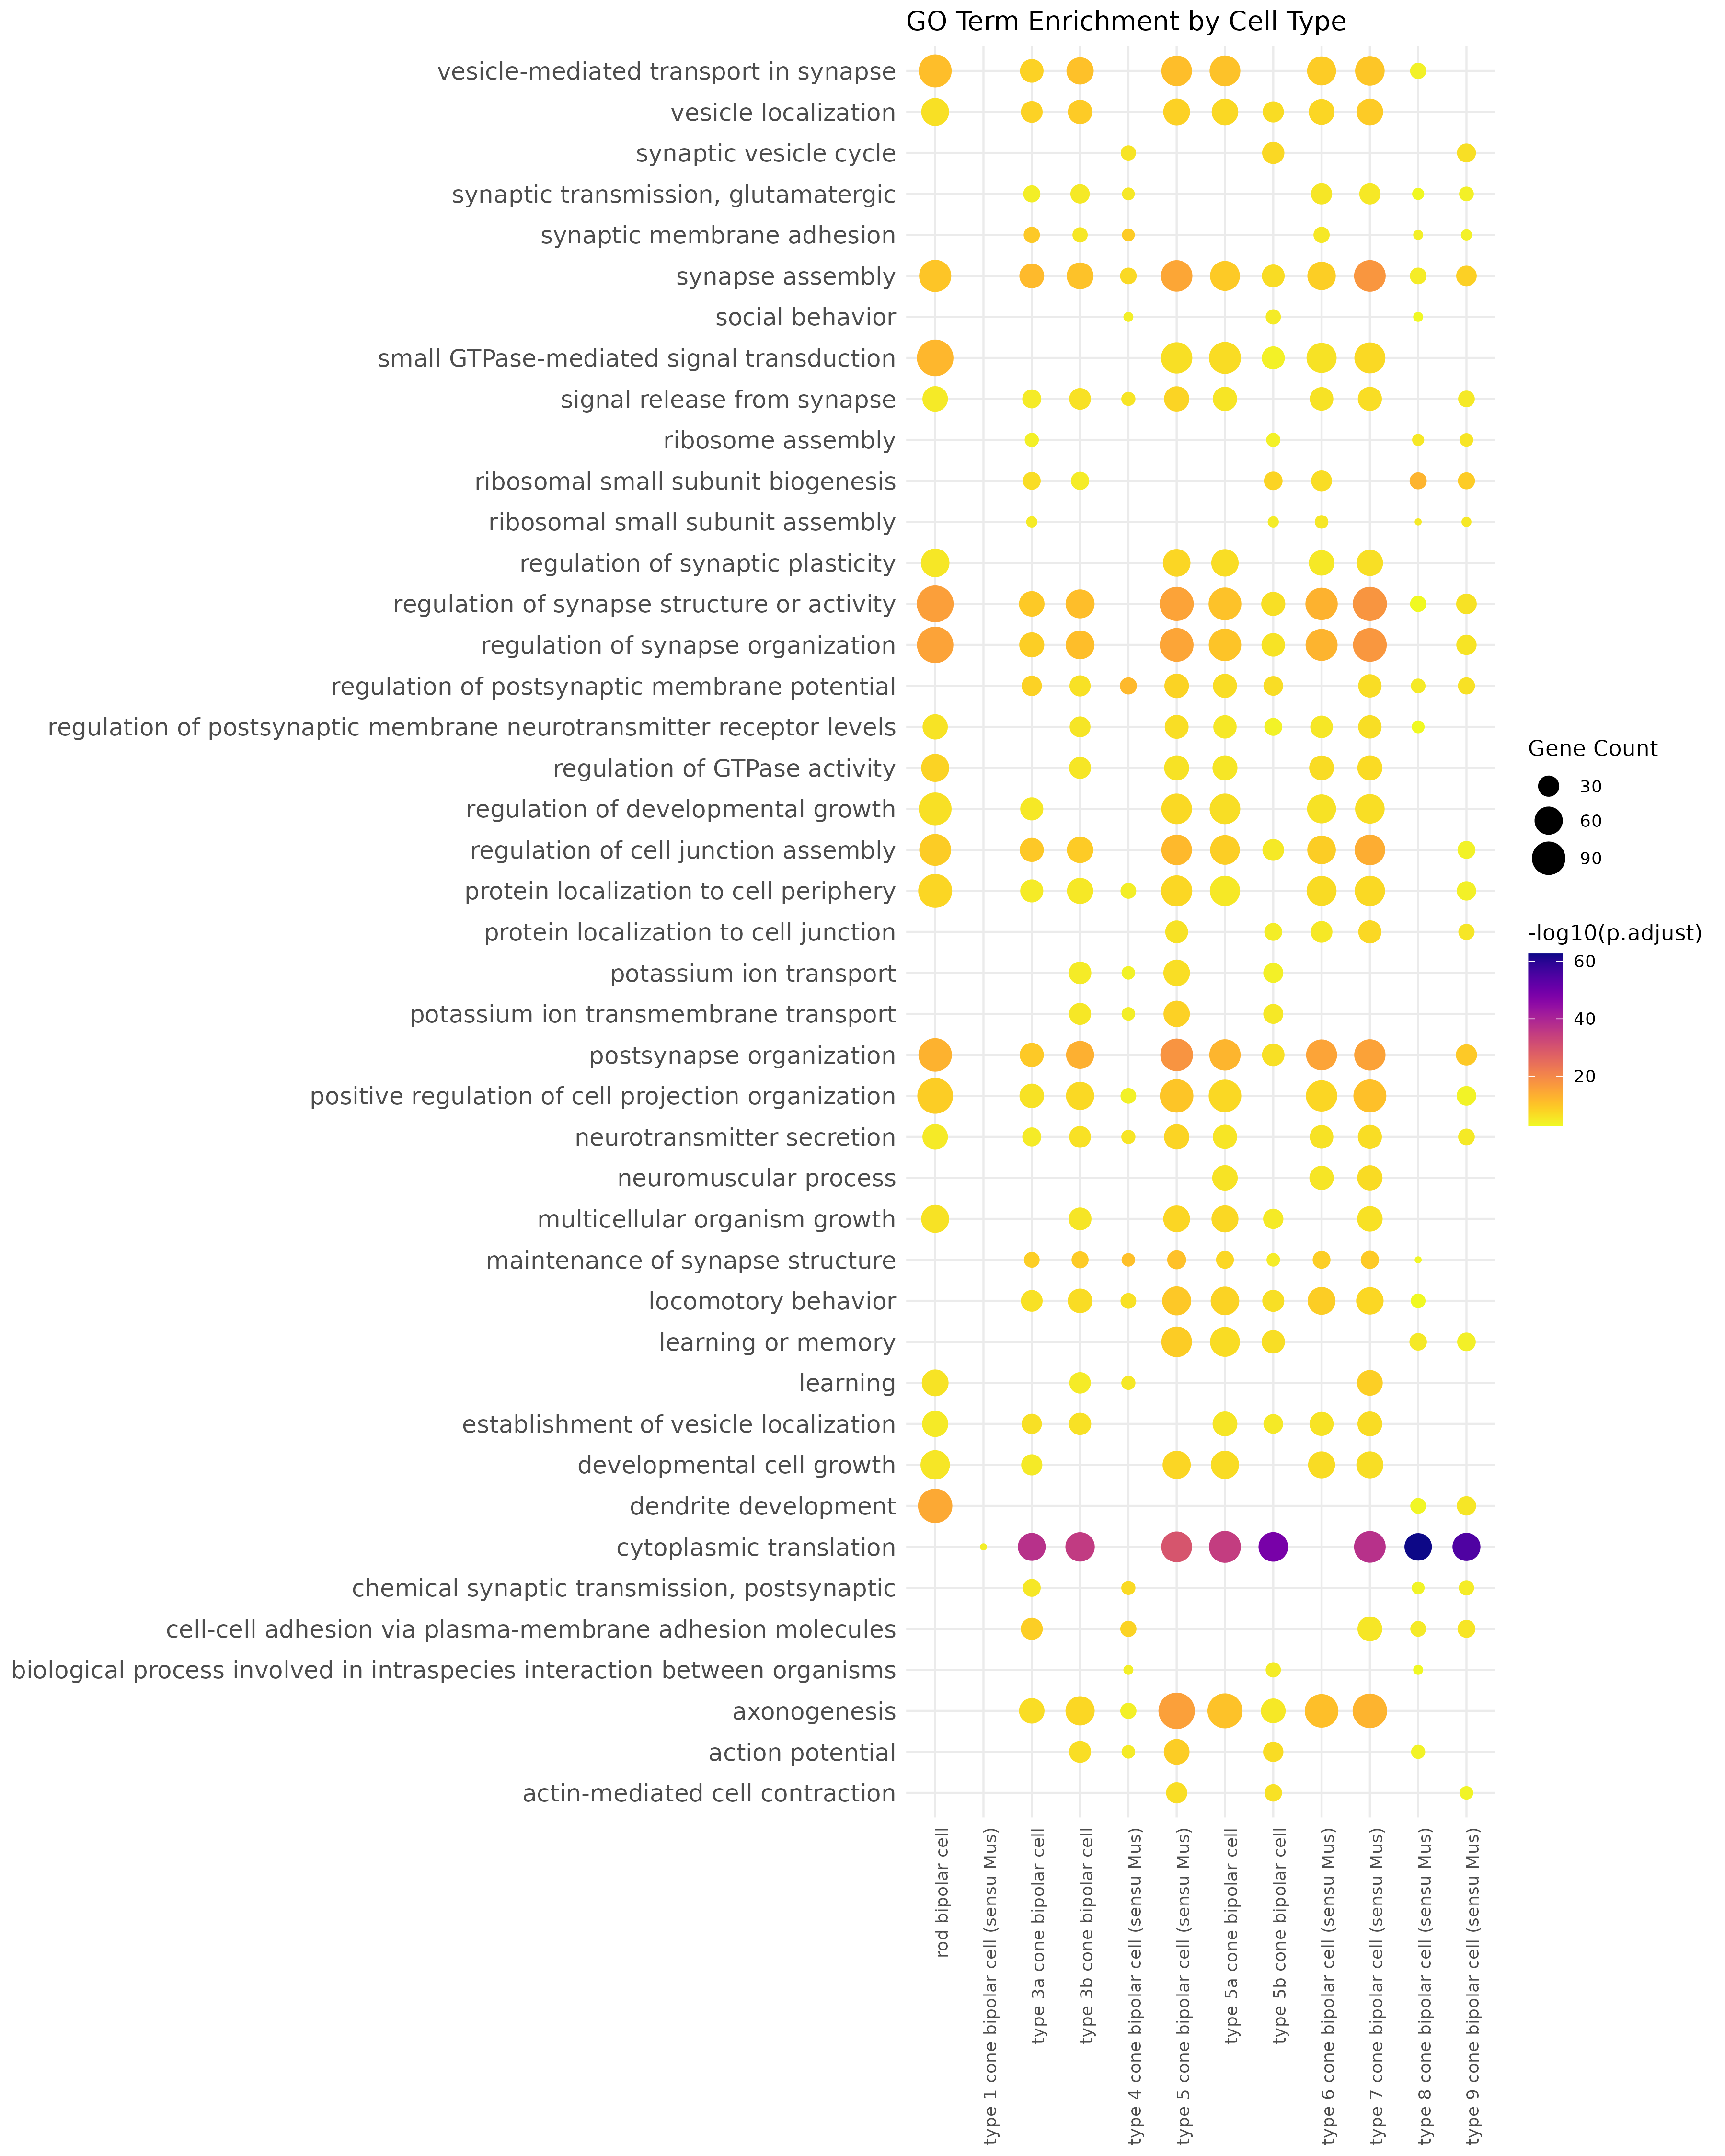 GO Term Enrichment by Cell Type
vesicle-mediated transport in synapse
vesicle localization
synaptic vesicle cycle
synaptic transmission, glutamatergic
synaptic membrane adhesion
synapse assembly
social behavior
small GTPase-mediated signal transduction
signal release from synapse
ribosome assembly
ribosomal small subunit biogenesis
ribosomal small subunit assembly
regulation of synaptic plasticity
regulation of synapse structure or activity
regulation of synapse organization
regulation of postsynaptic membrane potential
regulation of postsynaptic membrane neurotransmitter receptor levels
regulation of GTPase activity
regulation of developmental growth
regulation of cell junction assembly
protein localization to cell periphery
protein localization to cell junction
potassium ion transport
potassium ion transmembrane transport
postsynapse organization
positive regulation of cell projection organization
neurotransmitter secretion
neuromuscular process
multicellular organism growth
maintenance of synapse structure
locomotory behavior
learning or memory
learning
establishment of vesicle localization
developmental cell growth
dendrite development
cytoplasmic translation
chemical synaptic transmission, postsynaptic
cell-cell adhesion via plasma-membrane adhesion molecules
biological process involved in intraspecies interaction between organisms
axonogenesis
action potential
actin-mediated cell contraction
rod bipolar cell
type 1 cone bipolar cell (sensu Mus)
type 3a cone bipolar cell
type 3b cone bipolar cell
type 4 cone bipolar cell (sensu Mus)
type 5 cone bipolar cell (sensu Mus)
type 5a cone bipolar cell
type 5b cone bipolar cell
type 6 cone bipolar cell (sensu Mus)
type 7 cone bipolar cell (sensu Mus)
type 8 cone bipolar cell (sensu Mus)
type 9 cone bipolar cell (sensu Mus)
Gene Count
30
60
90
-log10(p.adjust)
60
40
20